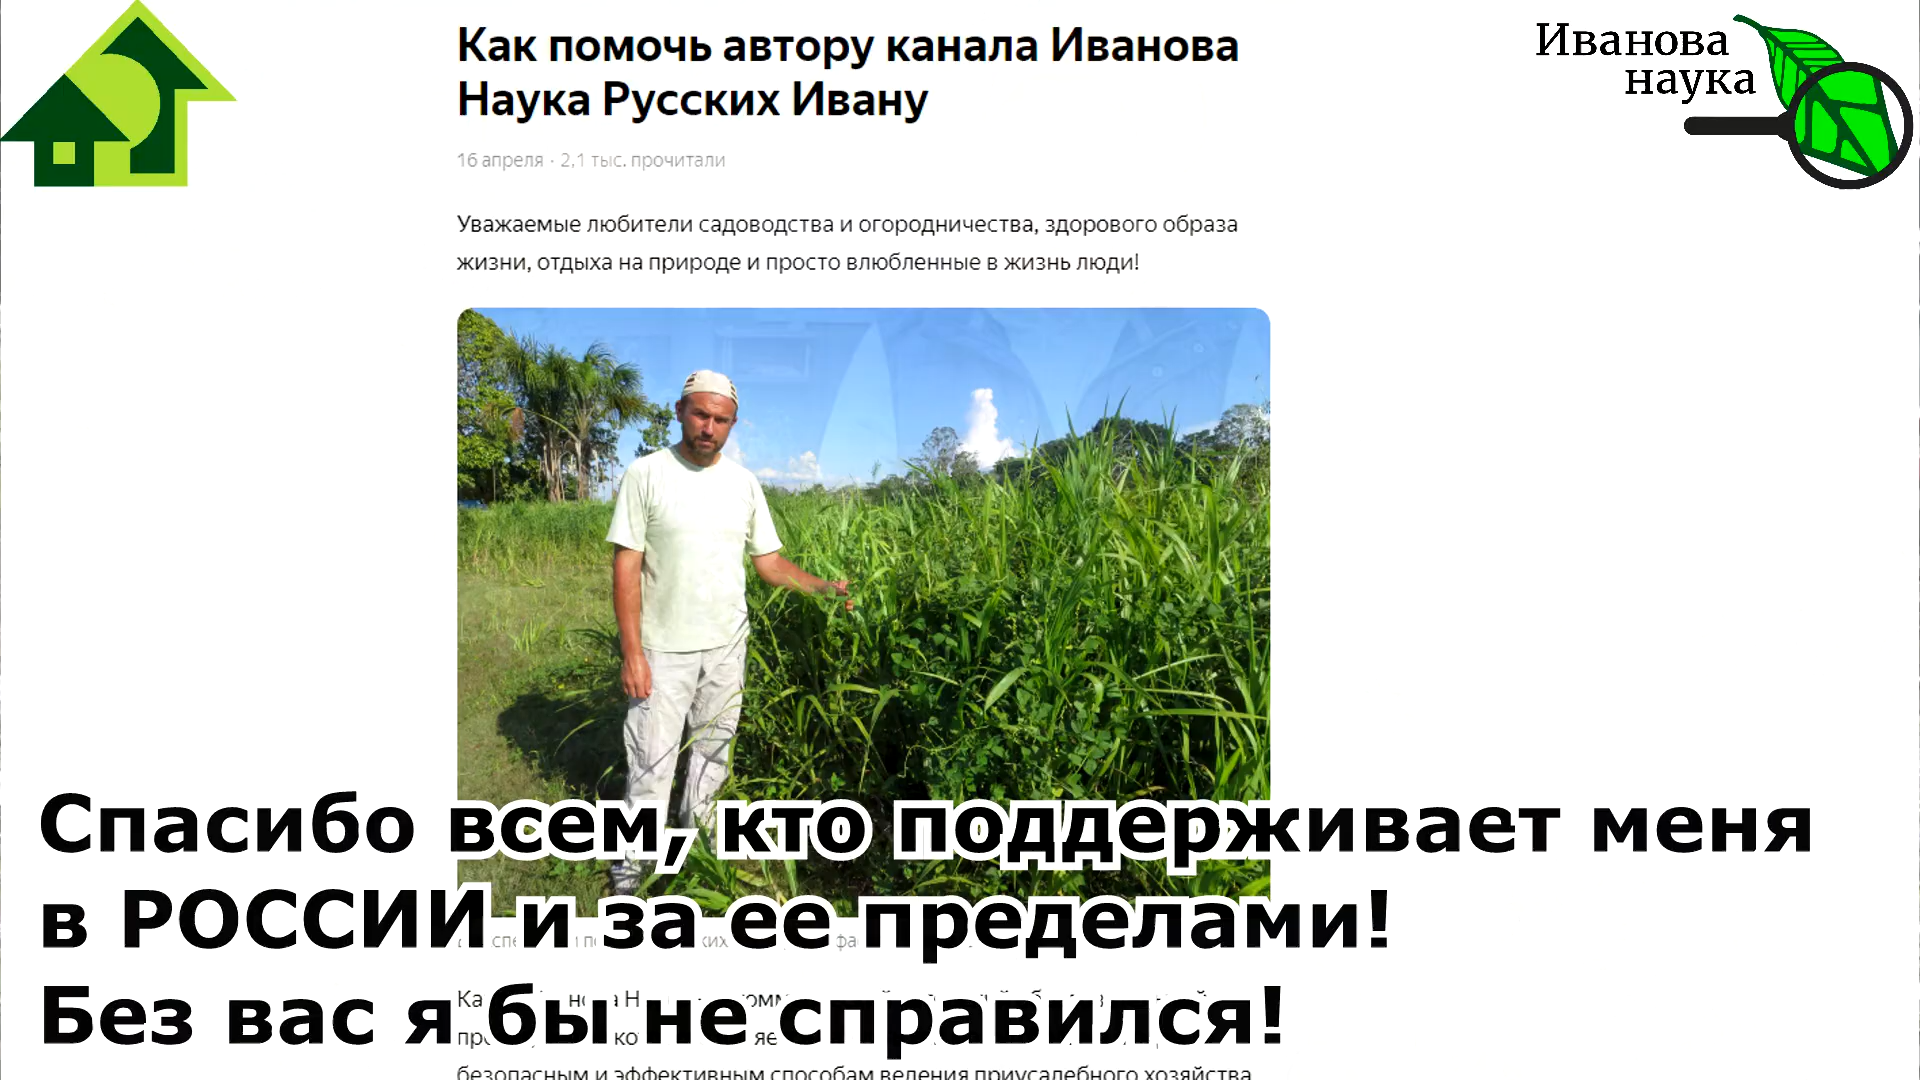 Как помочь автору канала Иванова
Наука Русских Ивану
Иванова
наука
16 апреля · 2,1 тыс. прочитали
Уважаемые любители садоводства и огородничества, здорового образа
жизни, отдыха на природе и просто влюбленные в жизнь люди!
Спасибо всем, кто поддерживает меня
в РОССИИ и за ее пределами!
Без вас я бы не справился!
безопасным и эффективным способам ведения приусадебного хозяйства